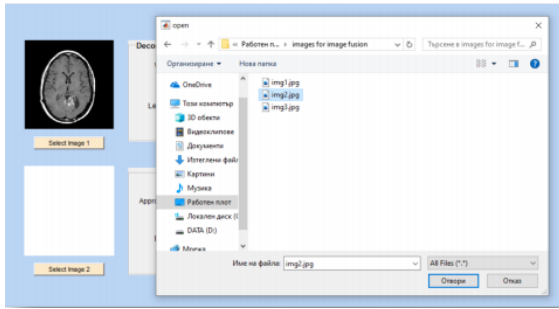 open
Работен п... › images for image fusion
Търсене в images for image f...
Организиране
Нова папка
OneDrive
Този компютър
3D обекти
Видеоклипове
Документи
Изтеглени файл
Картини
Музика
Работен плот
Локален диск (C
DATA (D:)
Мрежа
img1.jpg
img2.jpg
img3.jpg
Име на файла: img2.jpg
All Files (*.*)
Отвори
Отказ
Deco
Le
Select Image 1
Appr
Select Image 2